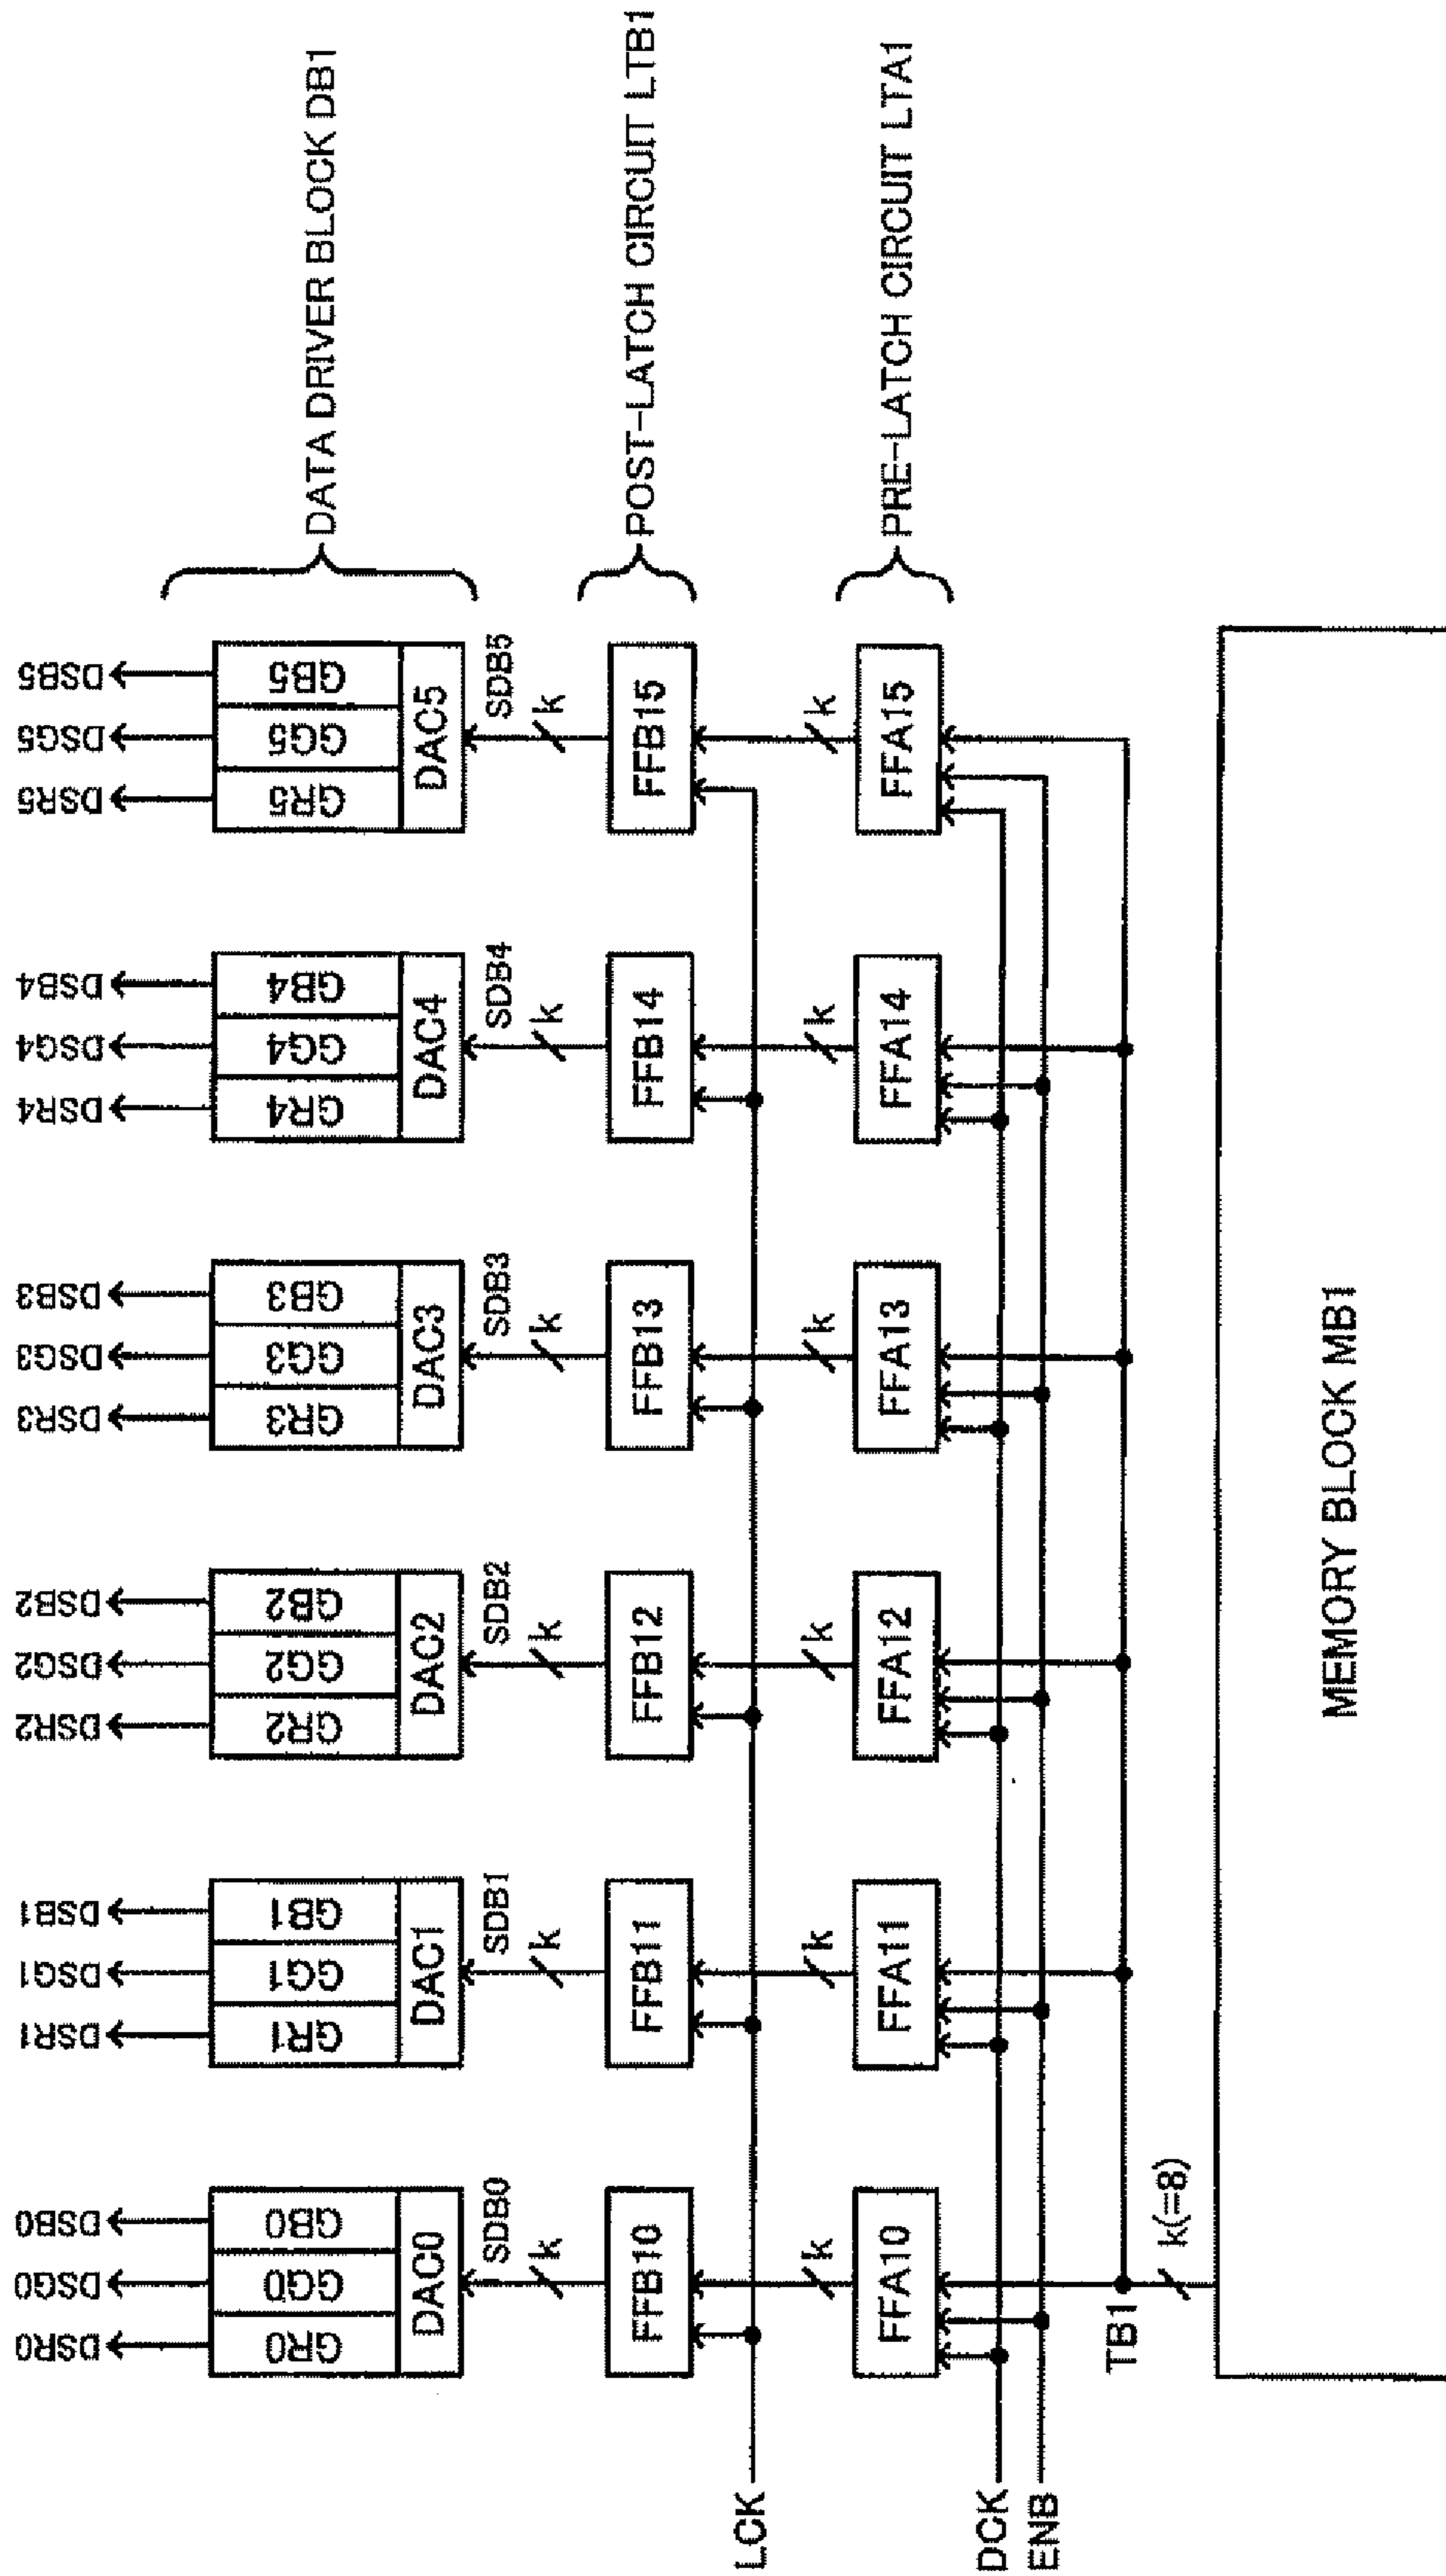 DSR0 DSG0 DSB0 DSR1 DSG1 DSB1 DSR2 DSG2 DSB2 DSR3 DSG3 DSB3 DSR4 DSG4 DSB4 DSR5 DSG5 DSB5
GR0 GG0 GB0 GR1 GG1 GB1 GR2 GG2 GB2 GR3 GG3 GB3 GR4 GG4 GB4 GR5 GG5 GB5
DATA DRIVER BLOCK DB1
DAC0 DAC1 DAC2 DAC3 DAC4 DAC5
SDB0 SDB1 SDB2 SDB3 SDB4 SDB5
k k k k k k
FFB10 FFB11 FFB12 FFB13 FFB14 FFB15
POST-LATCH CIRCUIT LTB1
LCK
k k k k k k
FFA10 FFA11 FFA12 FFA13 FFA14 FFA15
PRE-LATCH CIRCUIT LTA1
DCK
ENB
TB1
k(=8)
MEMORY BLOCK MB1